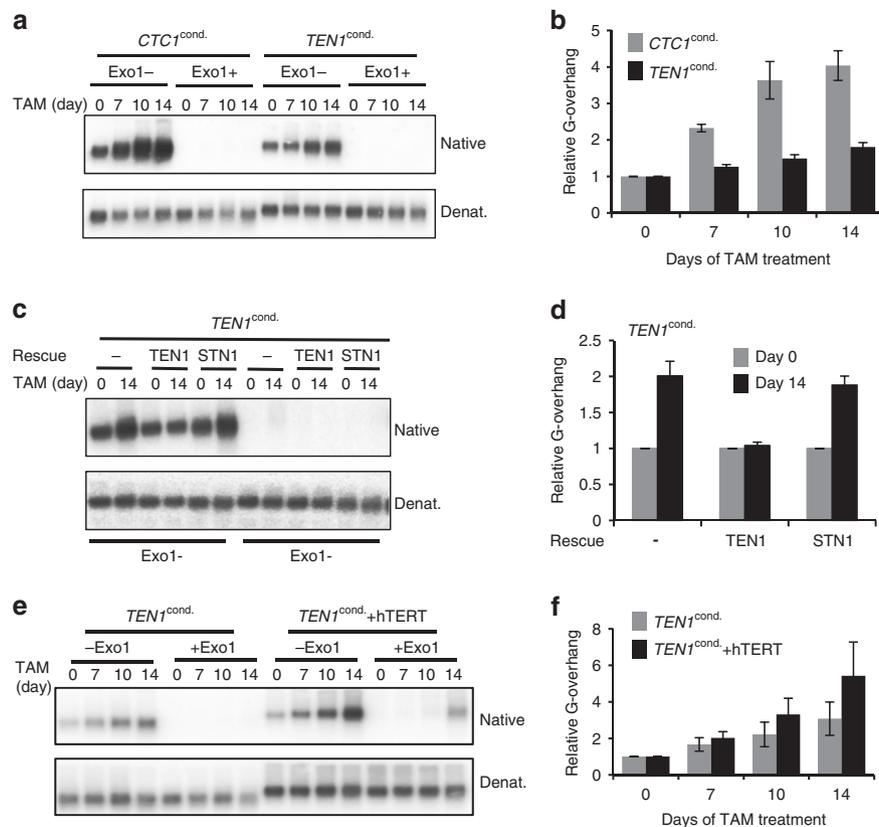 a
CTC1cond. TEN1cond.
Exo1– Exo1+ Exo1– Exo1+
TAM (day) 0 7 10 14 0 7 10 14 0 7 10 14 0 7 10 14
Native
Denat.
b
CTC1cond.
TEN1cond.
Relative G-overhang
5
4
3
2
1
0
0 7 10 14
Days of TAM treatment
c
TEN1cond.
Rescue – TEN1 STN1 – TEN1 STN1
TAM (day) 0 14 0 14 0 14 0 14 0 14 0 14
Native
Denat.
Exo1- Exo1-
d
TEN1cond.
Day 0
Day 14
Relative G-overhang
2.5
2
1.5
1
0.5
0
Rescue - TEN1 STN1
e
TEN1cond. TEN1cond.+hTERT
–Exo1 +Exo1 –Exo1 +Exo1
TAM
(day)
0 7 10 14 0 7 10 14 0 7 10 14 0 7 10 14
Native
Denat.
f
TEN1cond.
TEN1cond.+hTERT
Relative G-overhang
8
6
4
2
0
0 7 10 14
Days of TAM treatment